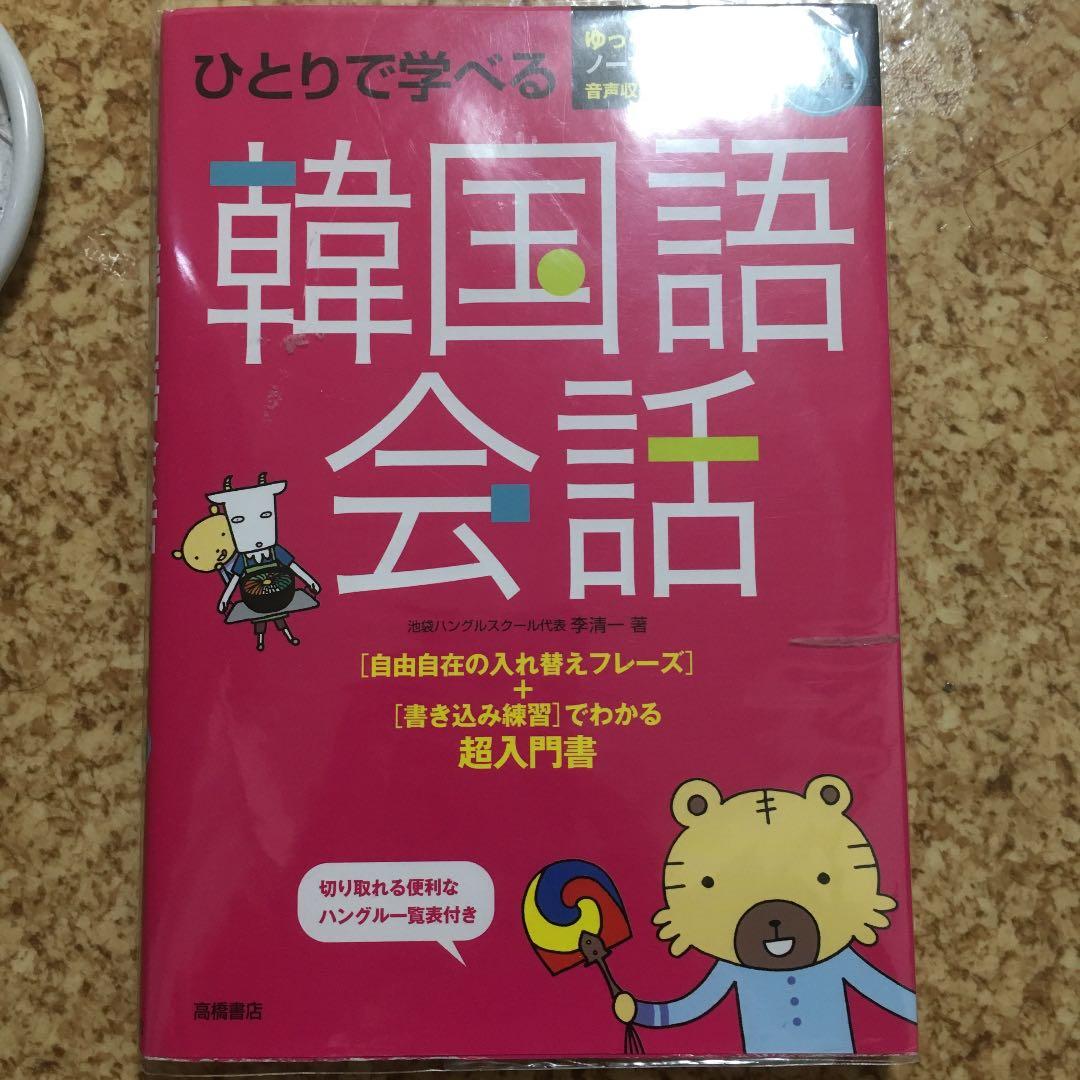 ひとりで学べる
ゆっ
ノー
音声収
韓国語
会話
池袋ハングルスクール代表 李清一 著
[自由自在の入れ替えフレーズ]
+
[書き込み練習]でわかる
超入門書
切り取れる便利な
ハングル一覧表付き
高橋書店